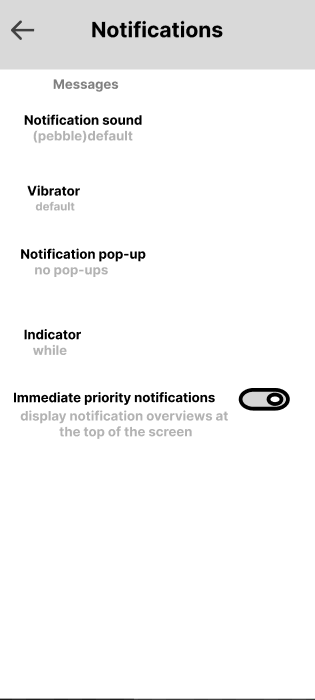 Notifications
Messages
Notification sound
(pebble)default
Vibrator
default
Notification pop-up
no pop-ups
Indicator
while
Immediate priority notifications
display notification overviews at
the top of the screen